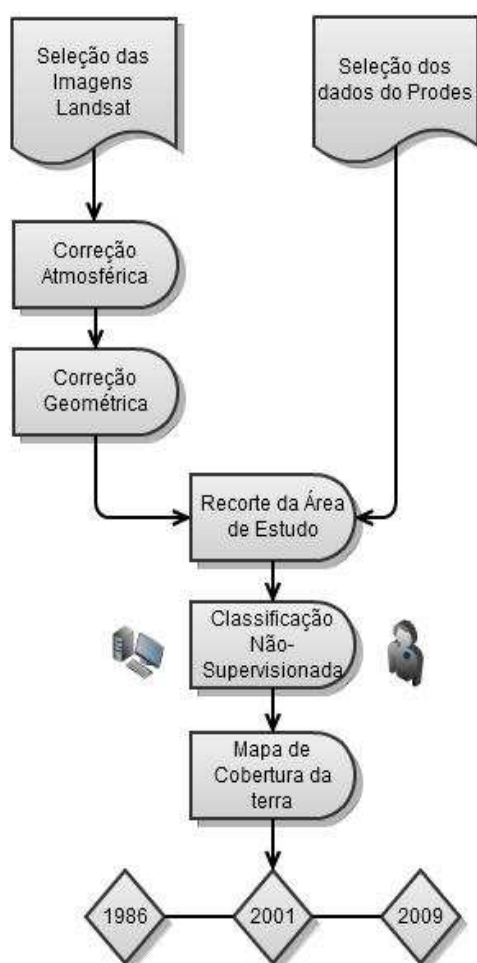 Seleção das
Imagens
Landsat
Seleção dos
dados do Prodes
Correção
Atmosférica
Correção
Geométrica
Recorte da Área
de Estudo
Classificação
Não-
Supervisionada
Mapa de
Cobertura da
terra
1986
2001
2009